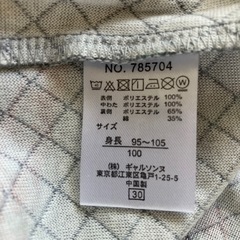 NO. 785704
表側 ポリエステル 100%
中わた ポリエステル 100%
裏側 ポリエステル 65%
綿 35%
サイズ
身長 95~105
100
(株)ギャルソンヌ
東京都江東区亀戸1-25-5
中国製
30